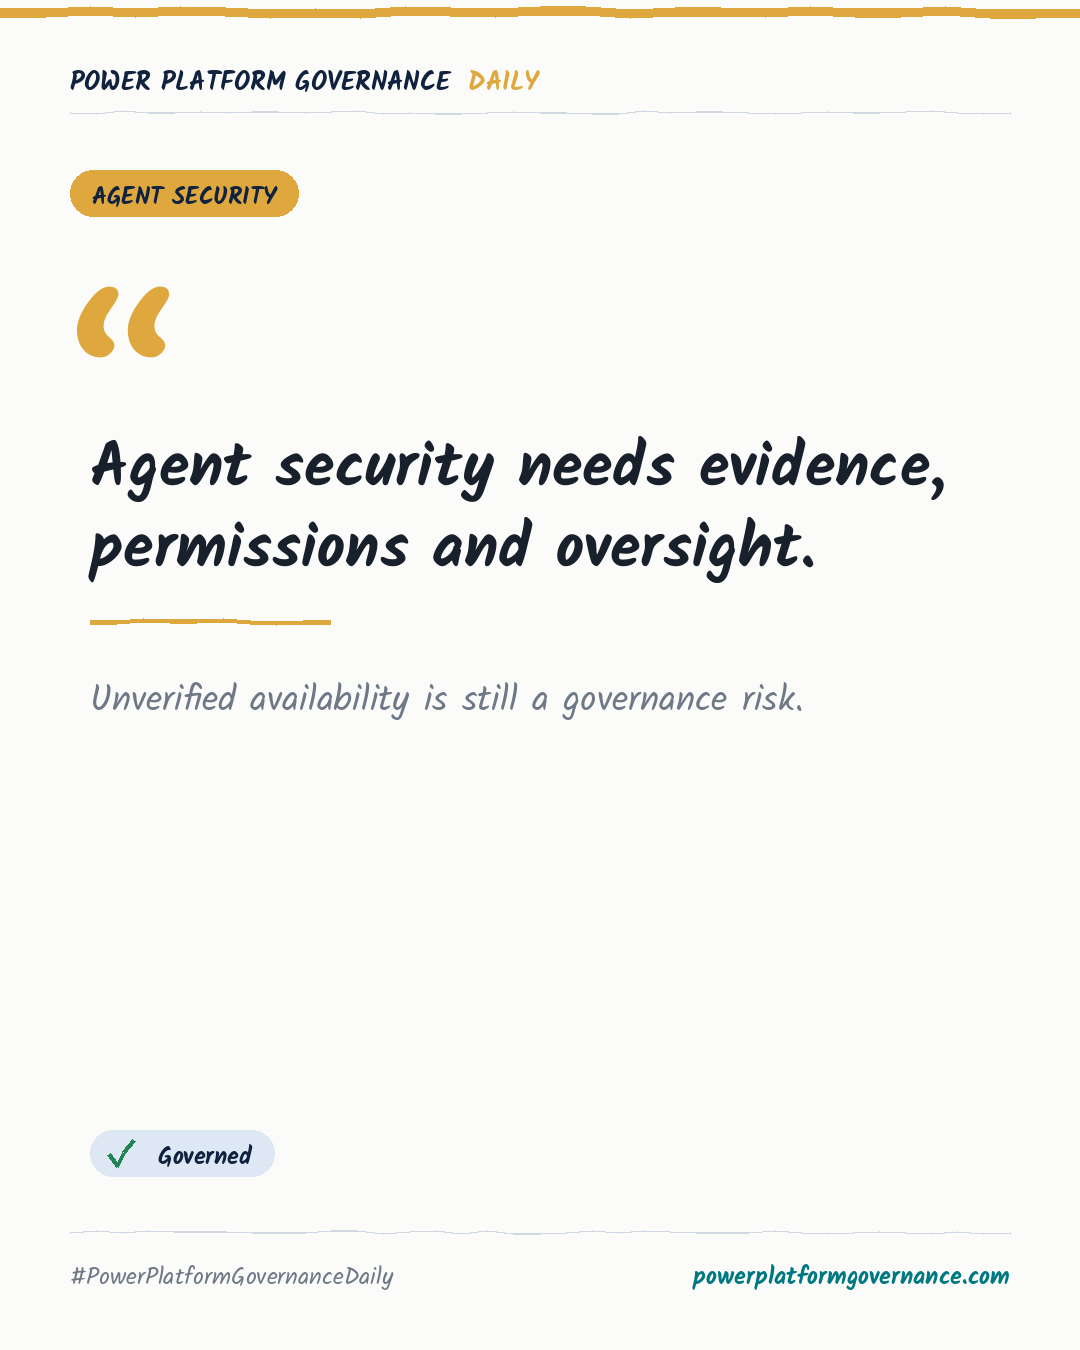 POWER PLATFORM GOVERNANCE DAILY
AGENT SECURITY
“
Agent security needs evidence,
permissions and oversight.
Unverified availability is still a governance risk.
✓ Governed
#PowerPlatformGovernanceDaily
powerplatformgovernance.com